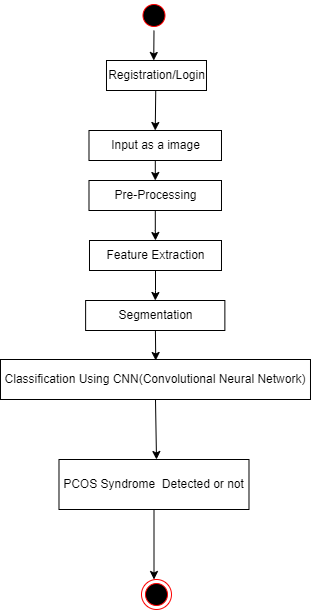 Registration/Login
Input as a image
Pre-Processing
Feature Extraction
Segmentation
Classification Using CNN(Convolutional Neural Network)
PCOS Syndrome  Detected or not